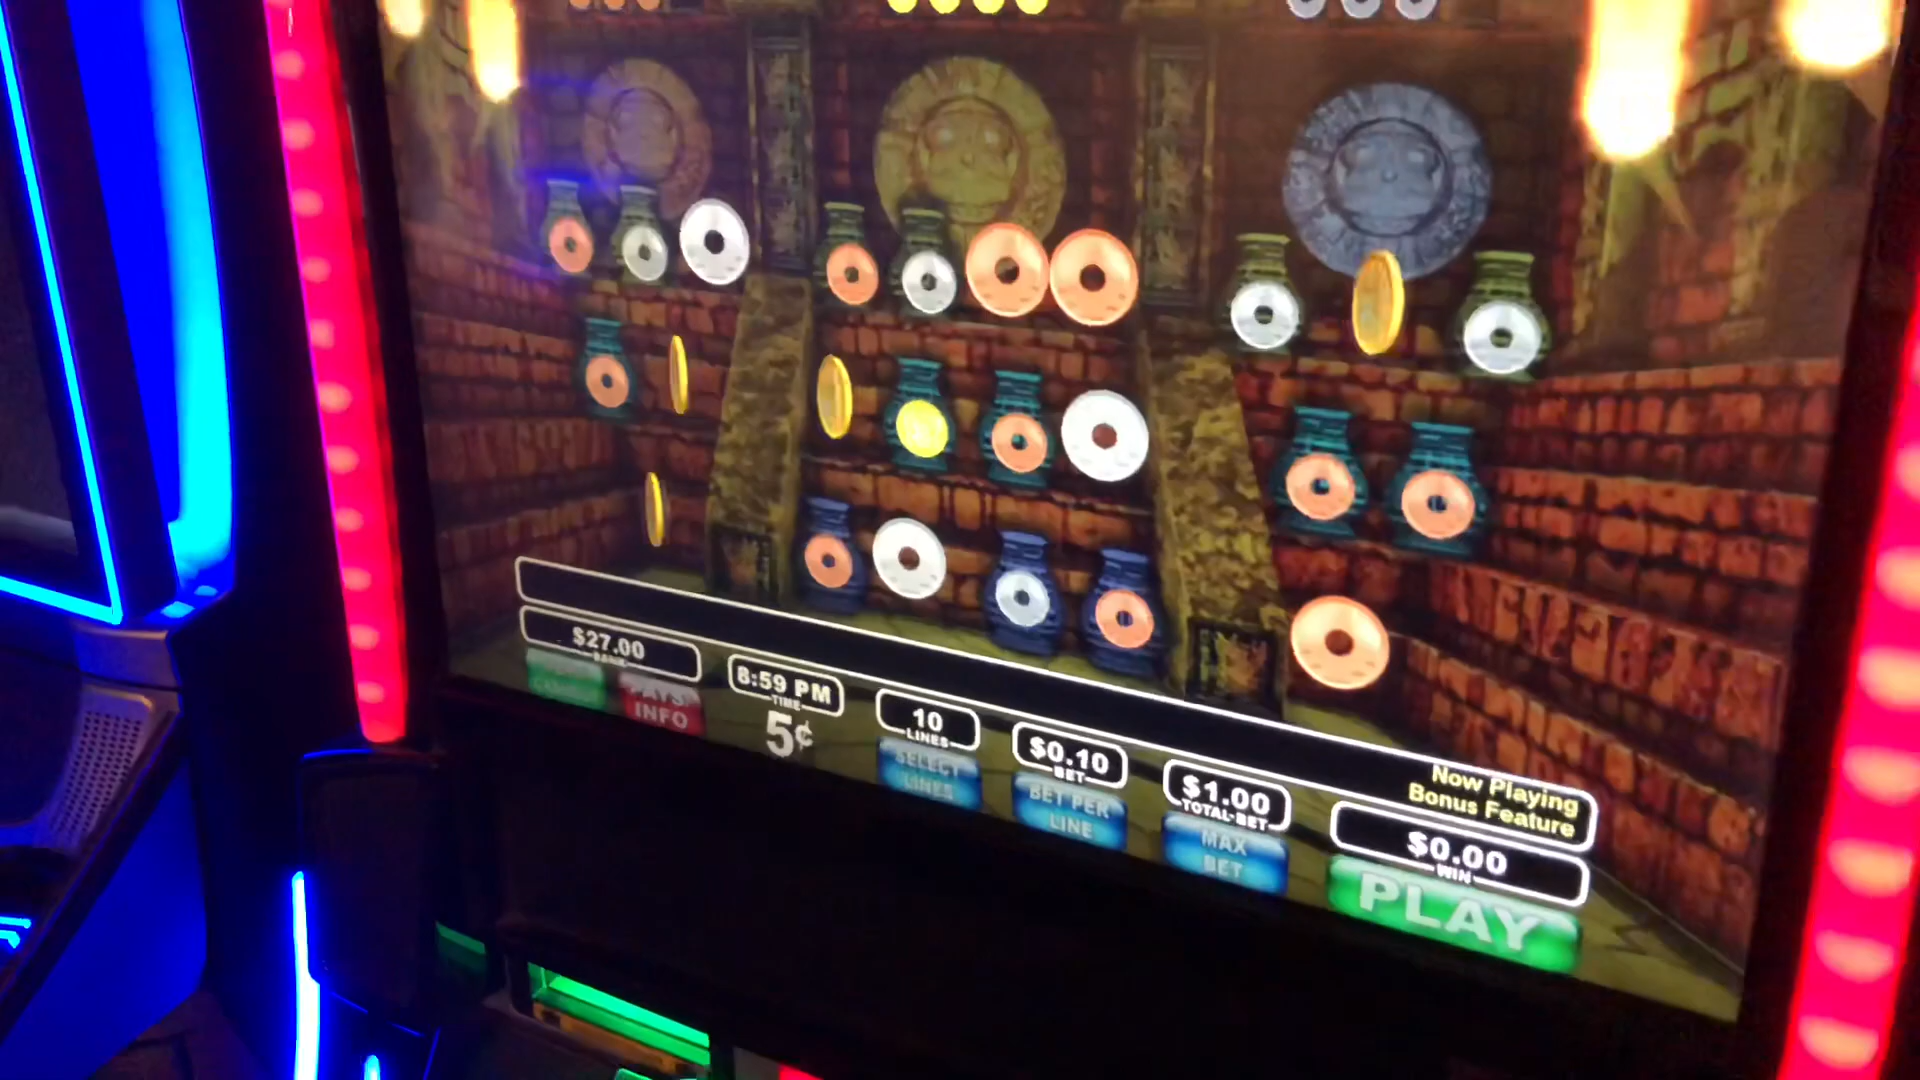 $27.00
BANK
PAYS
INFO
8:59 PM
TIME
5¢
10
LINES
SELECT
LINES
$0.10
BET
BET PER
LINE
$1.00
TOTAL BET
MAX
BET
Now Playing
Bonus Feature
$0.00
WIN
PLAY